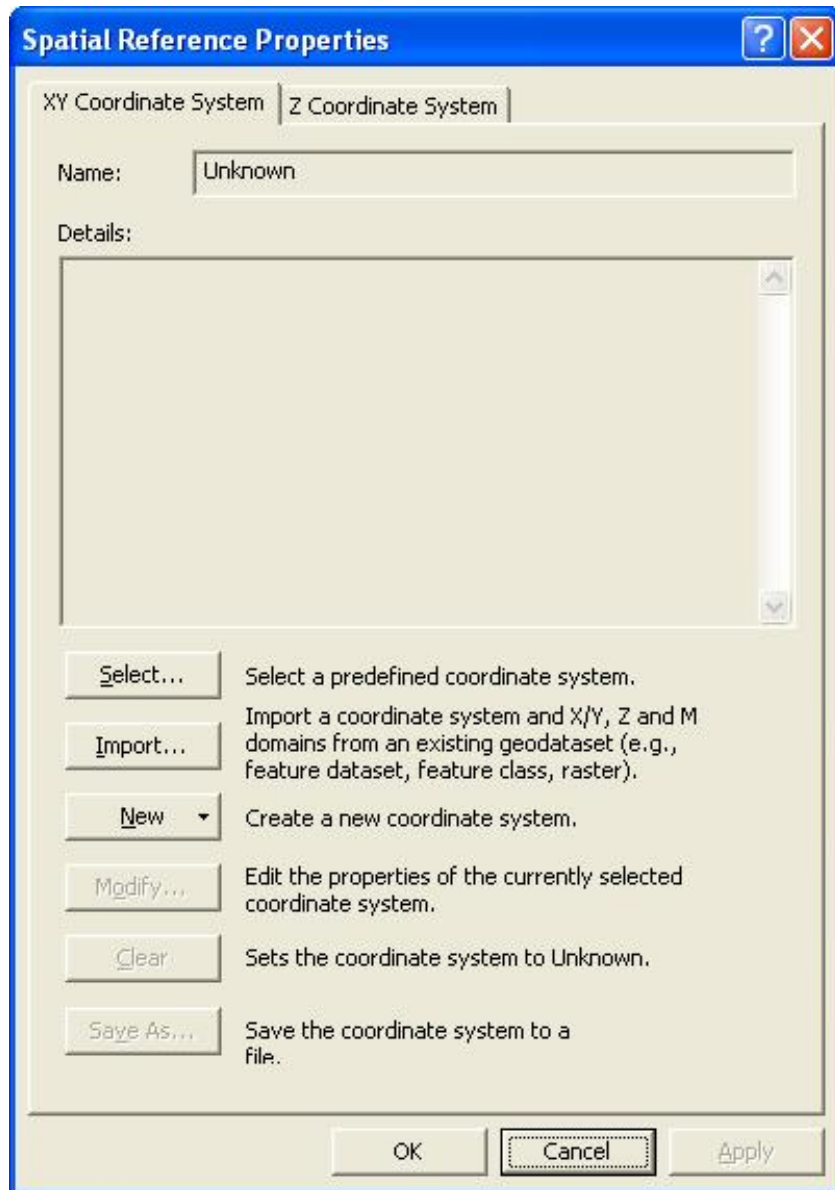 Spatial Reference Properties
XY Coordinate System
Z Coordinate System
Name:
Unknown
Details:
Select...
Select a predefined coordinate system.
Import...
Import a coordinate system and X/Y, Z and M
domains from an existing geodataset (e.g.,
feature dataset, feature class, raster).
New
Create a new coordinate system.
Modify...
Edit the properties of the currently selected
coordinate system.
Clear
Sets the coordinate system to Unknown.
Save As...
Save the coordinate system to a
file.
OK
Cancel
Apply